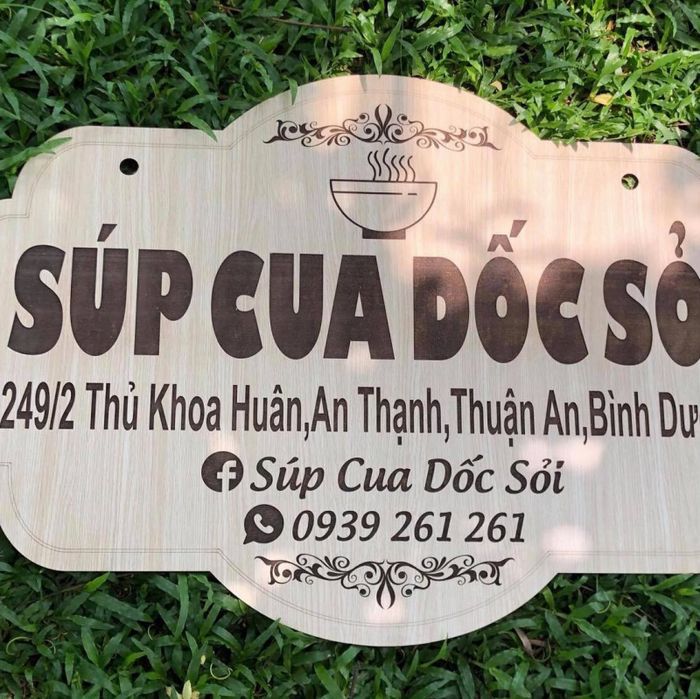 SÚP CUA DỐC SỎ
249/2 Thủ Khoa Huân,An Thạnh,Thuận An,Bình Dư
Súp Cua Dốc Sỏi
0939 261 261